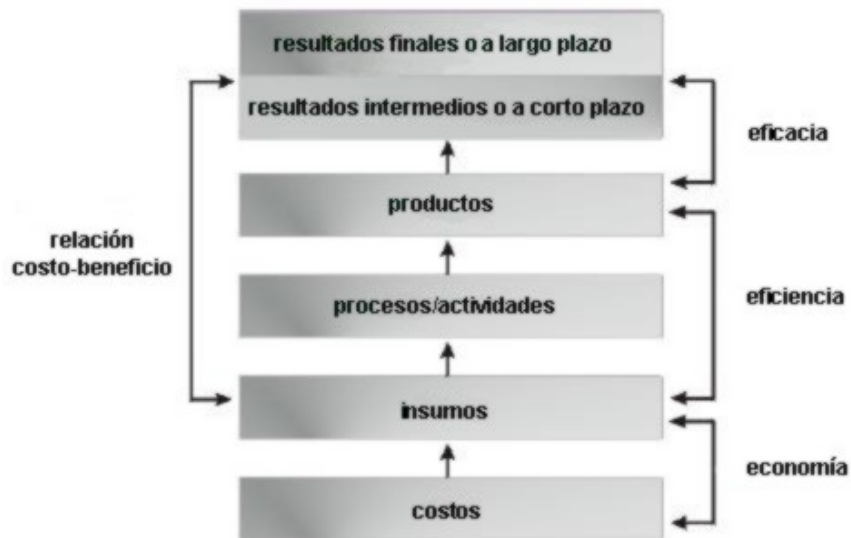 resultados finales o a largo plazo
resultados intermedios o a corto plazo
eficacia
productos
relación
costo-beneficio
procesos/actividades
eficiencia
insumos
economía
costos